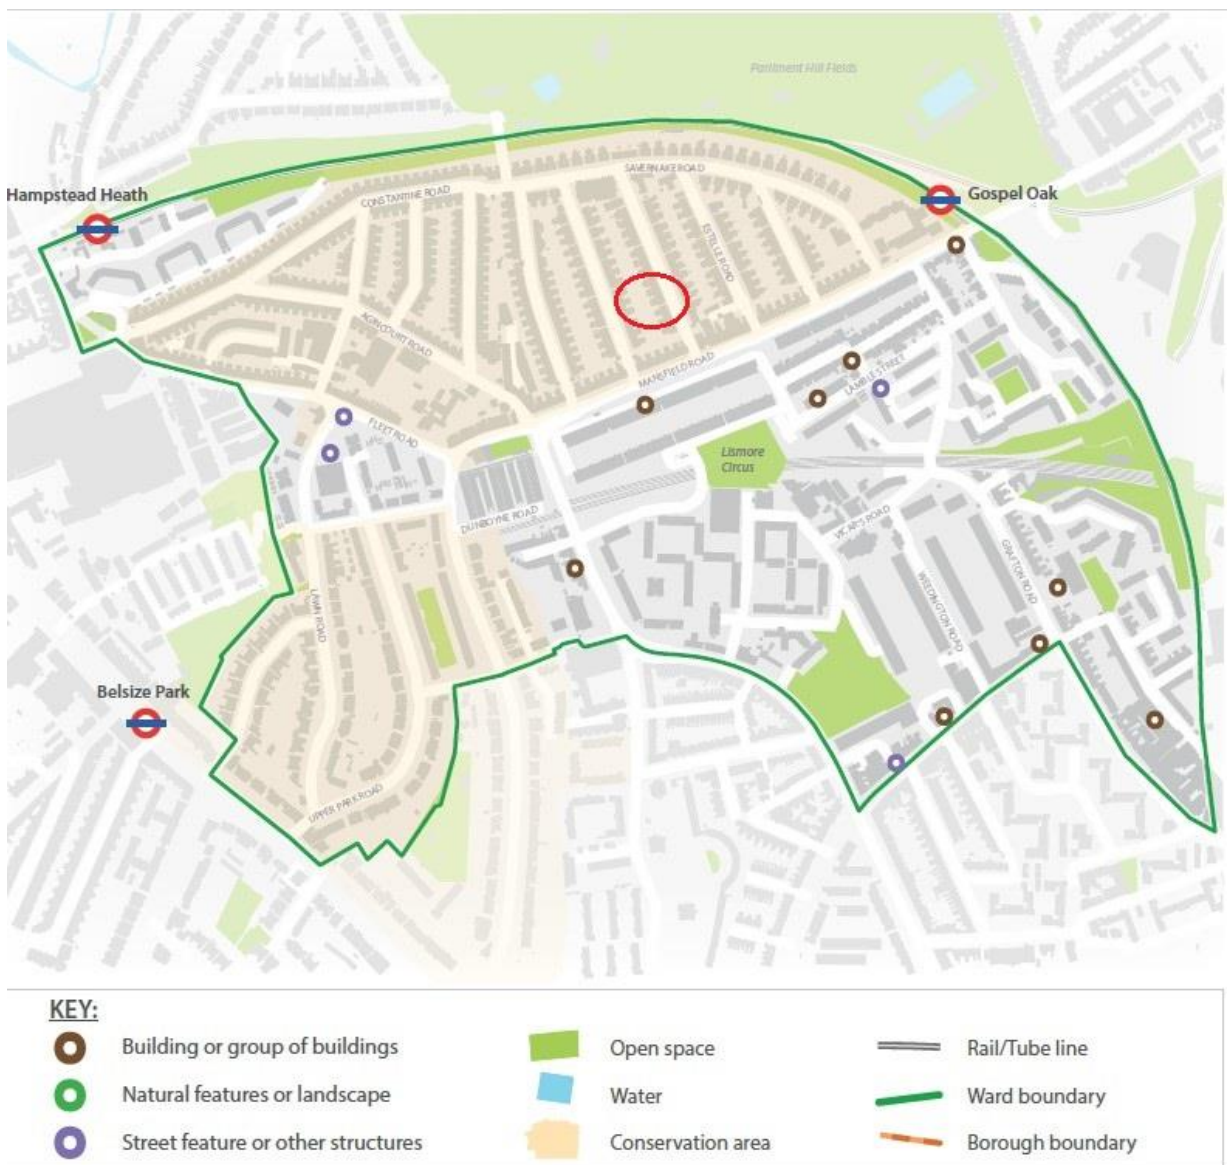 Parliment Hill Fields
SAVERNAKE ROAD
Hampstead Heath
Gospel Oak
CONSTANTINE ROAD
ESTELLE ROAD
AGINCOURT ROAD
MANSFIELD ROAD
LAMBLE STREET
FLEET ROAD
Lismore
Circus
DUNBOYNE ROAD
VICAR'S ROAD
GRAFTON ROAD
WEEDINGTON ROAD
LAWN ROAD
Belsize Park
UPPER PARK ROAD
KEY:
Building or group of buildings
Open space
Rail/Tube line
Natural features or landscape
Water
Ward boundary
Street feature or other structures
Conservation area
Borough boundary